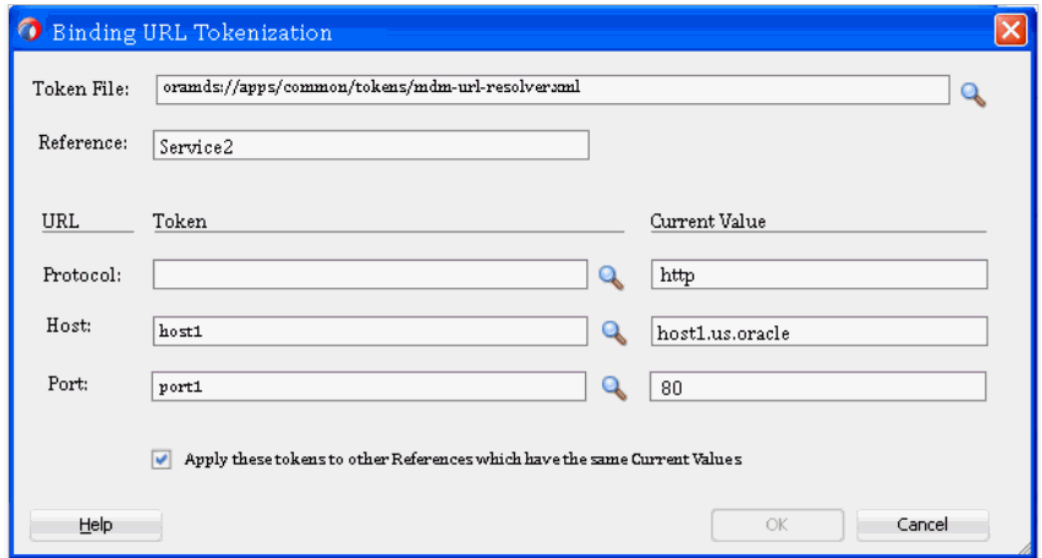 Binding URL Tokenization
Token File: oramds://apps/common/tokens/mdm-url-resolver.xml
Reference: Service2
URL Token Current Value
Protocol: http
Host: host1 host1.us.oracle
Port: port1 80
Apply these tokens to other References which have the same Current Values
Help OK Cancel